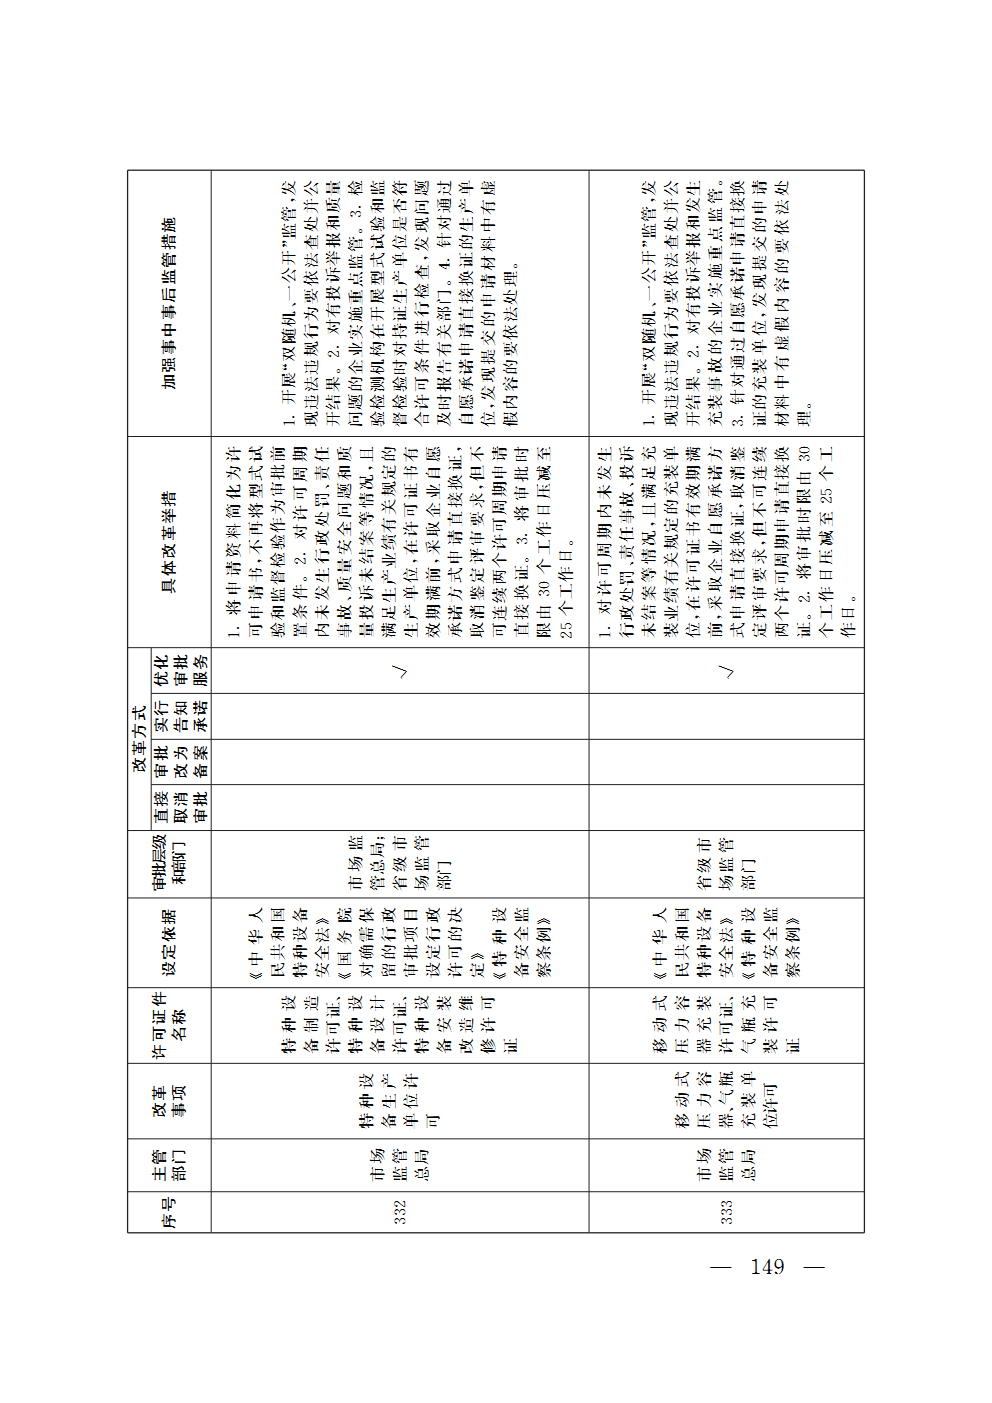 序号
主管
部门
改革
事项
许可证件
名称
设定依据
审批层级
和部门
改革方式
直接
取消
审批
审批
改为
备案
实行
告知
承诺
优化
审批
服务
具体改革举措
加强事中事后监管措施
332
市场
监管
总局
特种设
备生产
单位许
可
特种设
备制造
许可证、
特种设
备设计
许可证、
特种设
备安装
改造维
修许可
证
《中华人
民共和国
特种设备
安全法》
《国务院
对确需保
留的行政
审批项目
设定行政
许可的决
定》
《特种设
备安全监
察条例》
市场监
管总局;
省级市
场监管
部门
√
1. 将申请资料简化为许
可申请书,不再将型式试
验和监督检验作为审批前
置条件。2. 对许可周期
内未发生行政处罚、责任
事故、质量安全问题和质
量投诉未结案等情况,且
满足生产业绩有关规定的
生产单位,在许可证书有
效期满前,采取企业自愿
承诺方式申请直接换证,
取消鉴定评审要求,但不
可连续两个许可周期申请
直接换证。3. 将审批时
限由 30 个工作日压减至
25 个工作日。
1. 开展“双随机、一公开”监管,发
现违法违规行为要依法查处并公
开结果。2. 对有投诉举报和质量
问题的企业实施重点监管。3. 检
验检测机构在开展型式试验和监
督检验时对持证生产单位是否符
合许可条件进行检查,发现问题
及时报告有关部门。4. 针对通过
自愿承诺申请直接换证的生产单
位,发现提交的申请材料中有虚
假内容的要依法处理。
333
市场
监管
总局
移动式
压力容
器、气瓶
充装单
位许可
移动式
压力容
器充装
许可证、
气瓶充
装许可
证
《中华人
民共和国
特种设备
安全法》
《特种设
备安全监
察条例》
省级市
场监管
部门
√
1. 对许可周期内未发生
行政处罚、责任事故、投诉
未结案等情况,且满足充
装业绩有关规定的充装单
位,在许可证书有效期满
前,采取企业自愿承诺方
式申请直接换证,取消鉴
定评审要求,但不可连续
两个许可周期申请直接换
证。2. 将审批时限由 30
个工作日压减至 25 个工
作日。
1. 开展“双随机、一公开”监管,发
现违法违规行为要依法查处并公
开结果。2. 对有投诉举报和发生
充装事故的企业实施重点监管。
3. 针对通过自愿承诺申请直接换
证的充装单位,发现提交的申请
材料中有虚假内容的要依法处
理。
— 149 —